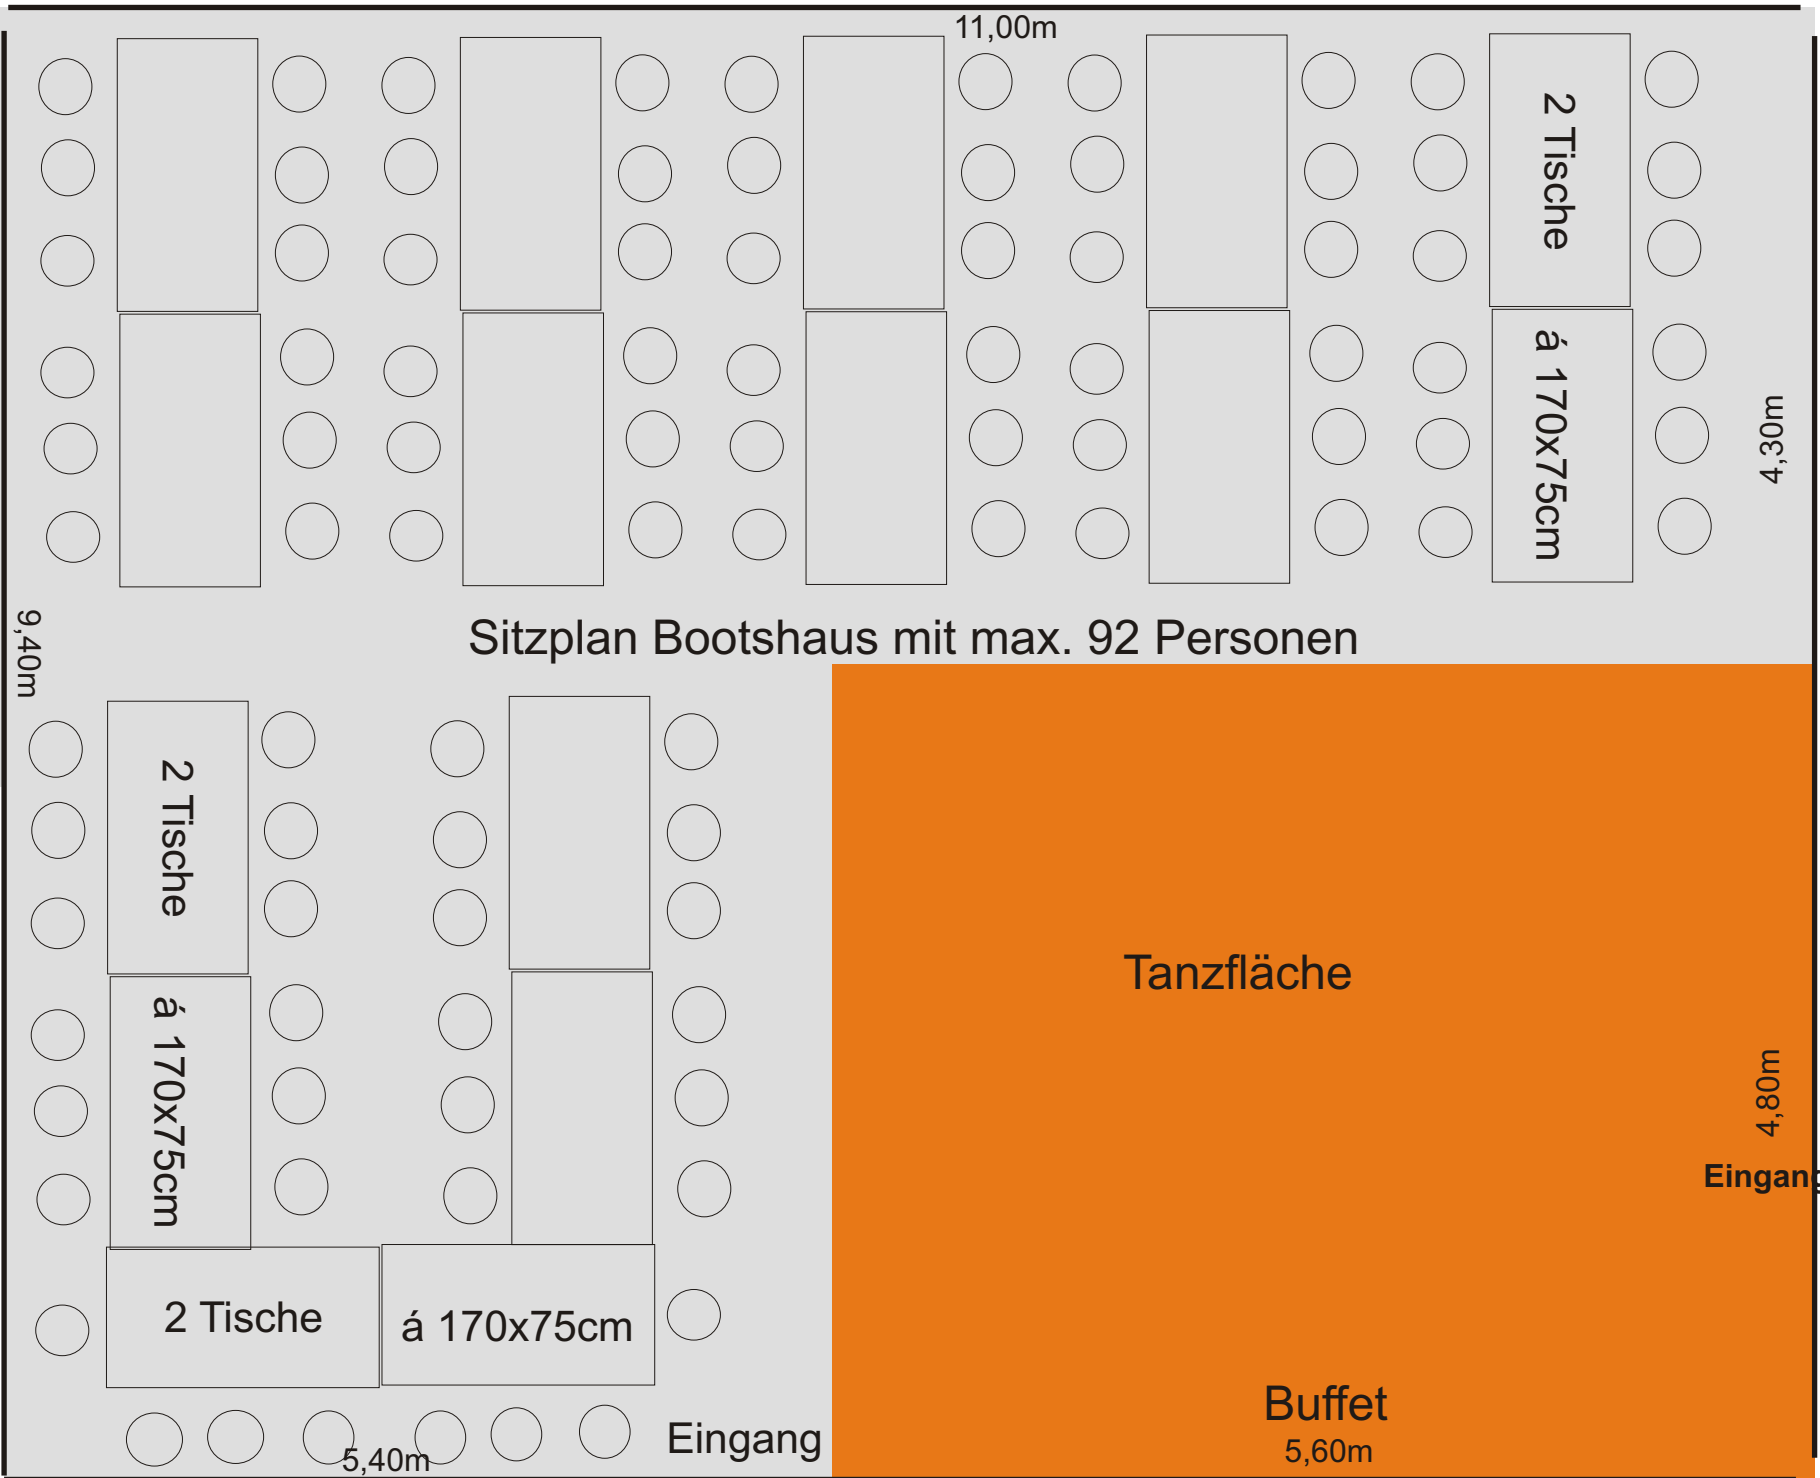 11,00m
2 Tische
á 170x75cm
4,30m
Sitzplan Bootshaus mit max. 92 Personen
9,40m
2 Tische
á 170x75cm
2 Tische
á 170x75cm
Tanzfläche
4,80m
Eingang
Buffet
5,60m
Eingang
5,40m